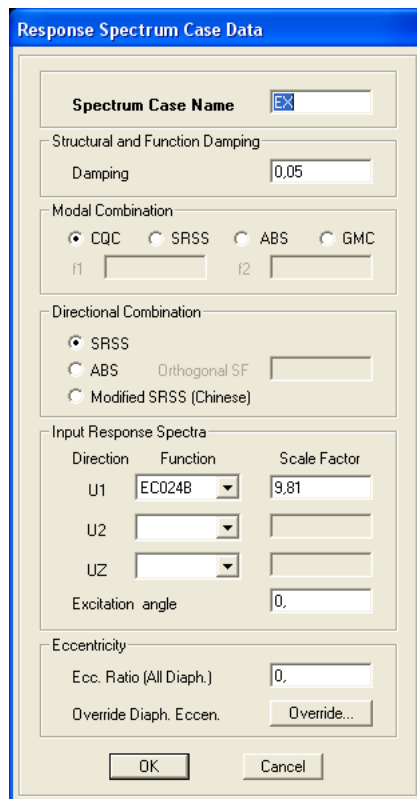 Response Spectrum Case Data
Spectrum Case Name EX
Structural and Function Damping
Damping 0,05
Modal Combination
CQC SRSS ABS GMC
f1 f2
Directional Combination
SRSS
ABS Orthogonal SF
Modified SRSS (Chinese)
Input Response Spectra
Direction Function Scale Factor
U1 EC024B 9,81
U2
UZ
Excitation angle 0,
Eccentricity
Ecc. Ratio (All Diaph.) 0,
Override Diaph. Eccen. Override...
OK Cancel